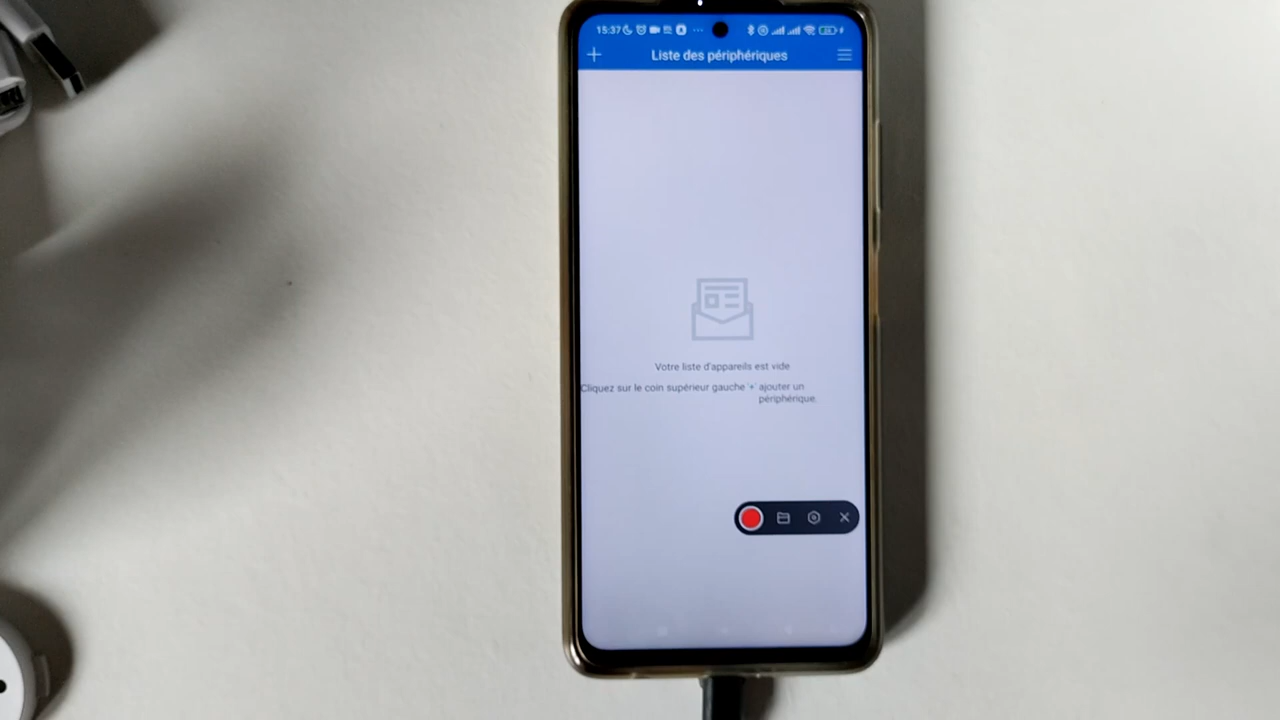 15:37
Liste des périphériques
Votre liste d'appareils est vide
Cliquez sur le coin supérieur gauche '+' ajouter un
périphérique.